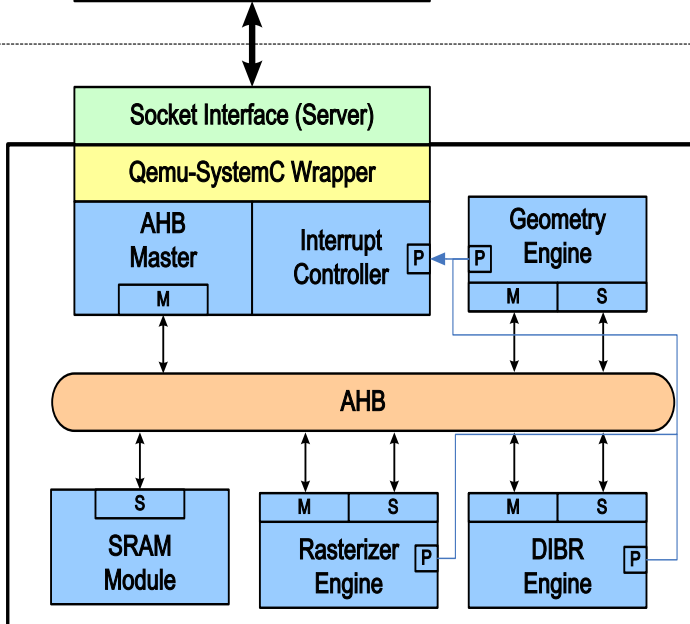 Socket Interface (Server)
Qemu-SystemC Wrapper
AHB
Master
M
Interrupt
Controller
P
Geometry
Engine
P
M
S
AHB
S
SRAM
Module
M
S
Rasterizer
Engine
P
M
S
DIBR
Engine
P